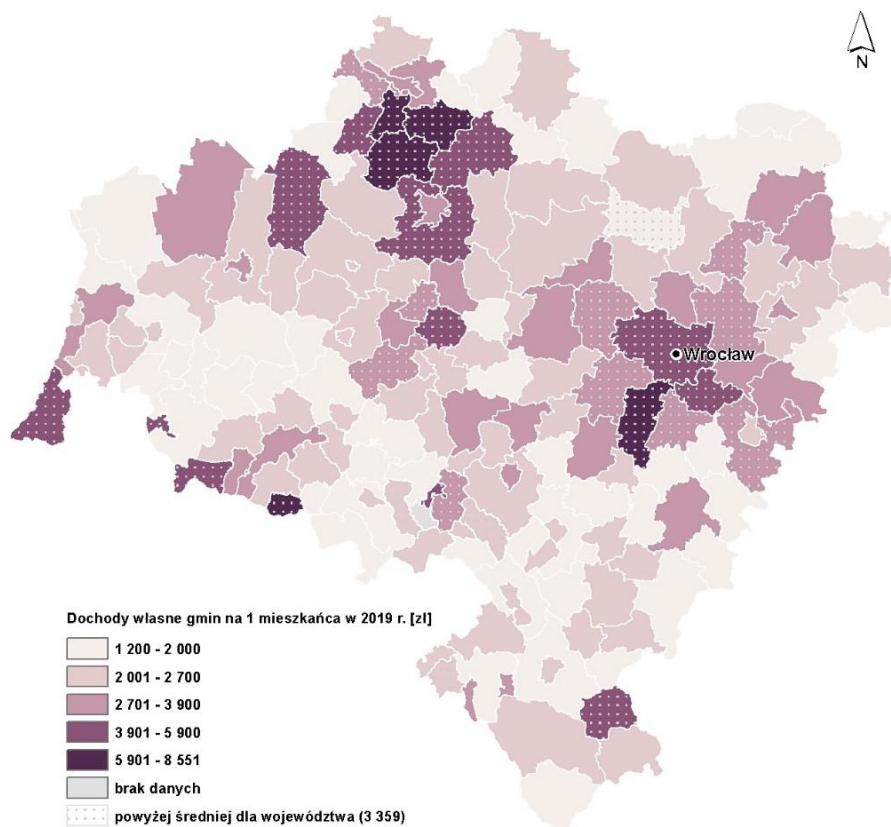 N
Wrocław
Dochody własne gmin na 1 mieszkańca w 2019 r. [zł]
1 200 - 2 000
2 001 - 2 700
2 701 - 3 900
3 901 - 5 900
5 901 - 8 551
brak danych
powyżej średniej dla województwa (3 359)